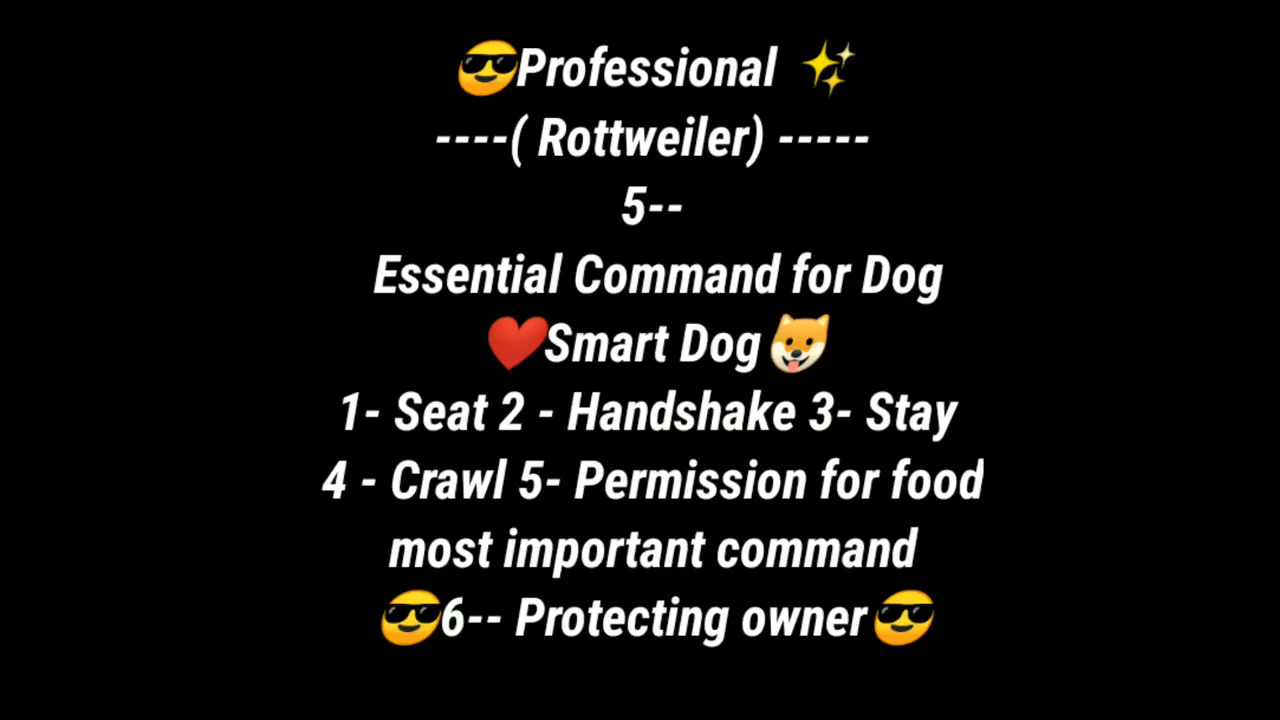 😎Professional ✨
----( Rottweiler) -----
5--
Essential Command for Dog
❤️Smart Dog🐶
1- Seat 2 - Handshake 3- Stay
4 - Crawl 5- Permission for food
most important command
😎6-- Protecting owner😎